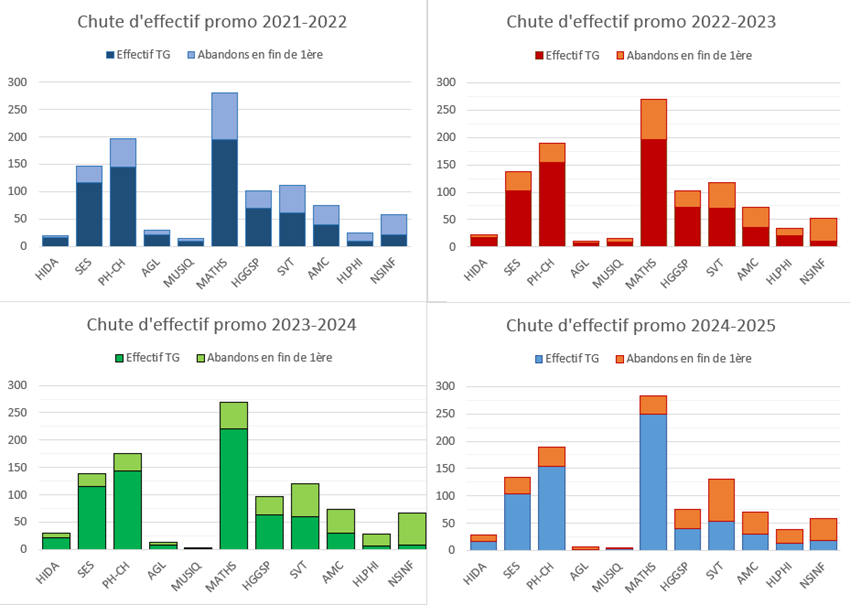 Chute d'effectif promo 2021-2022
Effectif TG Abandons en fin de 1ère
300
250
200
150
100
50
0
HIDA SES PH-CH AGL MUSIQ MATHS HGGSP SVT AMC HLPHI NSINF
Chute d'effectif promo 2022-2023
Effectif TG Abandons en fin de 1ère
300
250
200
150
100
50
0
HIDA SES PH-CH AGL MUSIQ MATHS HGGSP SVT AMC HLPHI NSINF
Chute d'effectif promo 2023-2024
Effectif TG Abandons en fin de 1ère
300
250
200
150
100
50
0
HIDA SES PH-CH AGL MUSIQ MATHS HGGSP SVT AMC HLPHI NSINF
Chute d'effectif promo 2024-2025
Effectif TG Abandons en fin de 1ère
300
250
200
150
100
50
0
HIDA SES PH-CH AGL MUSIQ MATHS HGGSP SVT AMC HLPHI NSINF